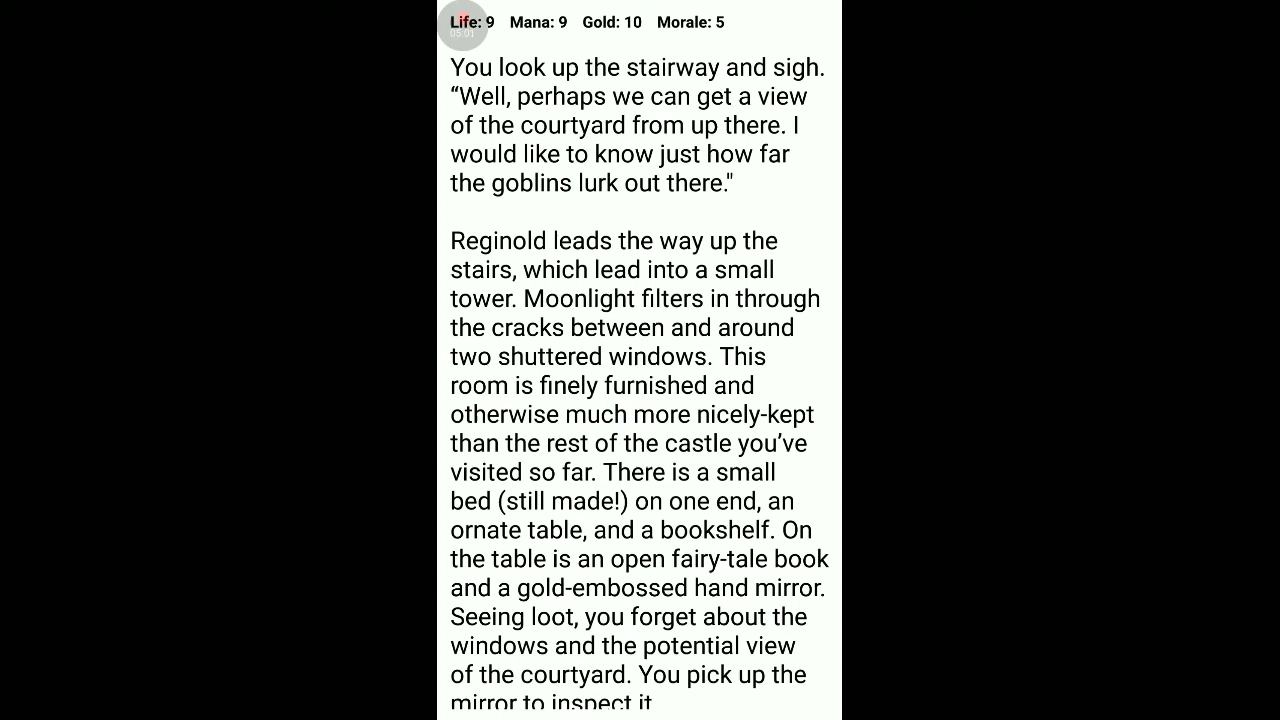 Life: 9 Mana: 9 Gold: 10 Morale: 5
05:01
You look up the stairway and sigh.
“Well, perhaps we can get a view
of the courtyard from up there. I
would like to know just how far
the goblins lurk out there."
Reginold leads the way up the
stairs, which lead into a small
tower. Moonlight filters in through
the cracks between and around
two shuttered windows. This
room is finely furnished and
otherwise much more nicely-kept
than the rest of the castle you’ve
visited so far. There is a small
bed (still made!) on one end, an
ornate table, and a bookshelf. On
the table is an open fairy-tale book
and a gold-embossed hand mirror.
Seeing loot, you forget about the
windows and the potential view
of the courtyard. You pick up the
mirror to inspect it